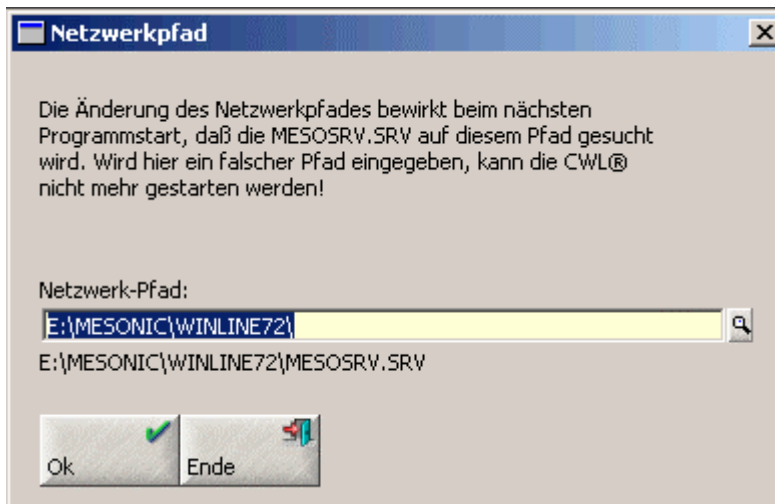 Netzwerkpfad
Die Änderung des Netzwerkpfades bewirkt beim nächsten
Programmstart, daß die MESOSRV.SRV auf diesem Pfad gesucht
wird. Wird hier ein falscher Pfad eingegeben, kann die CWL®
nicht mehr gestarten werden!
Netzwerk-Pfad:
E:\MESONIC\WINLINE72\
E:\MESONIC\WINLINE72\MESOSRV.SRV
Ok Ende